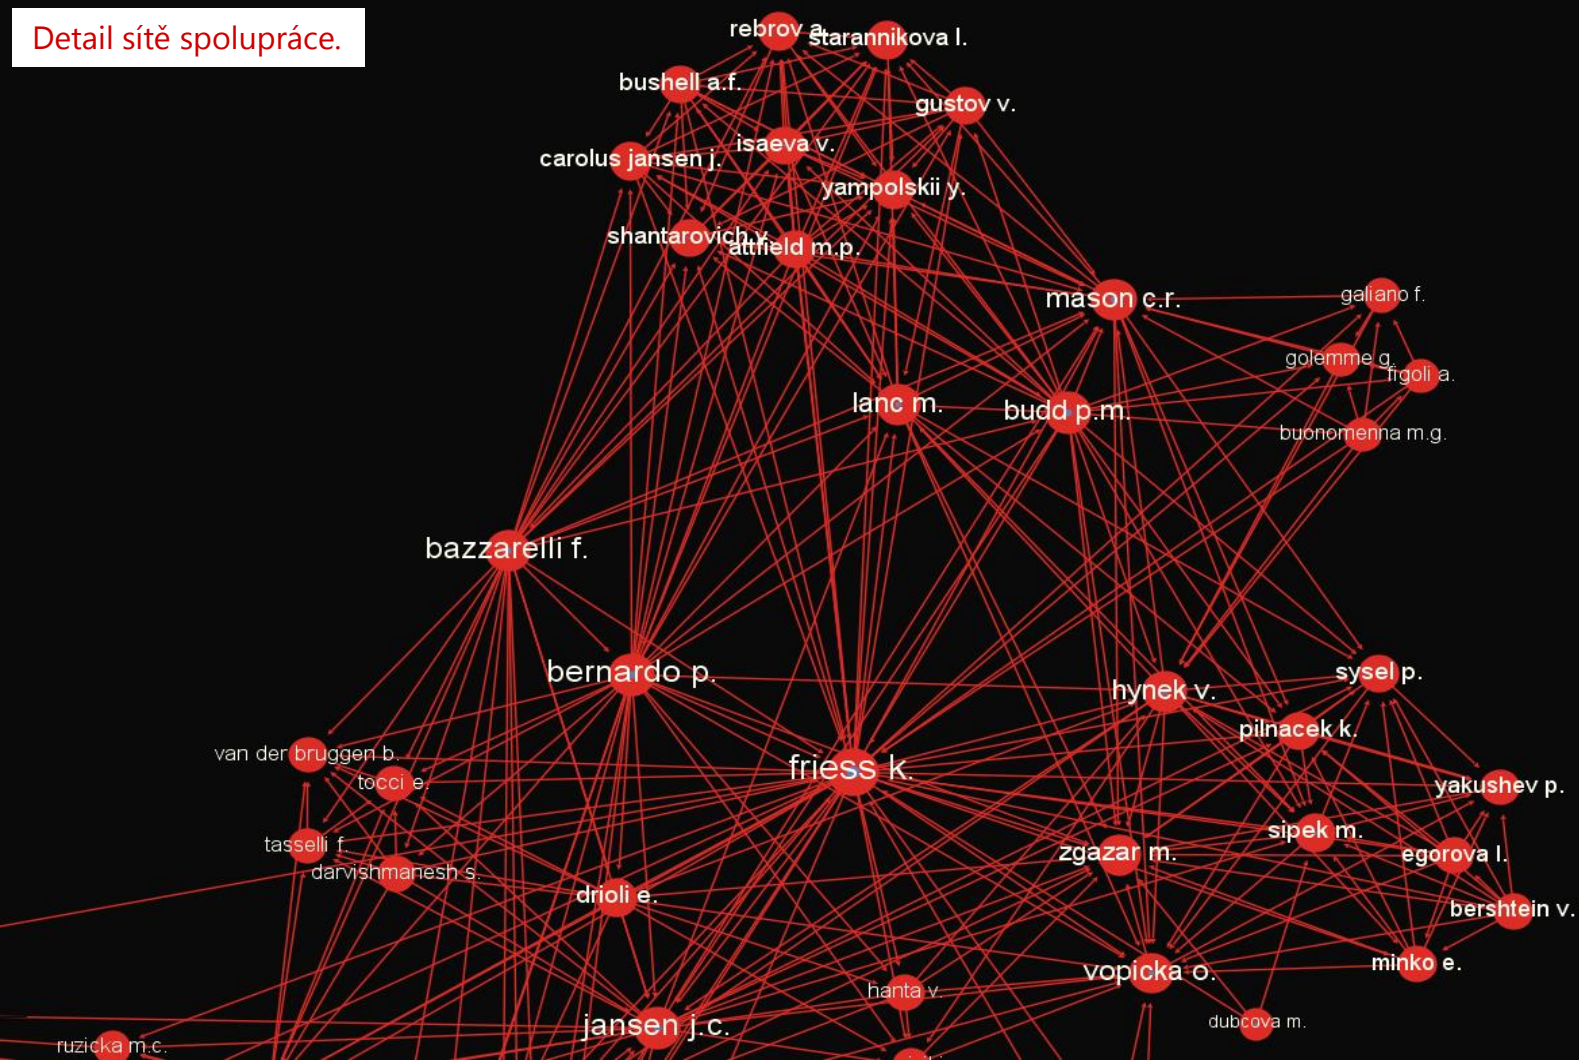 Detail sítě spolupráce.
rebrov a.
starannikova l.
bushell a.f.
gustov v.
isaeva v.
carolus jansen j.
yampolskii y.
shantarovich v.
attfield m.p.
mason c.r.
galiano f.
golemme g.
figoli a.
lanc m.
budd p.m.
buonomenna m.g.
bazzarelli f.
bernardo p.
sysel p.
hynek v.
pilnacek k.
van der bruggen b.
friess k.
tocci e.
yakushev p.
sipek m.
tasselli f.
zgazar m.
egorova l.
darvishmanesh s.
drioli e.
bershtein v.
minko e.
vopicka o.
hanta v.
dubcova m.
jansen j.c.
ruzicka m.c.